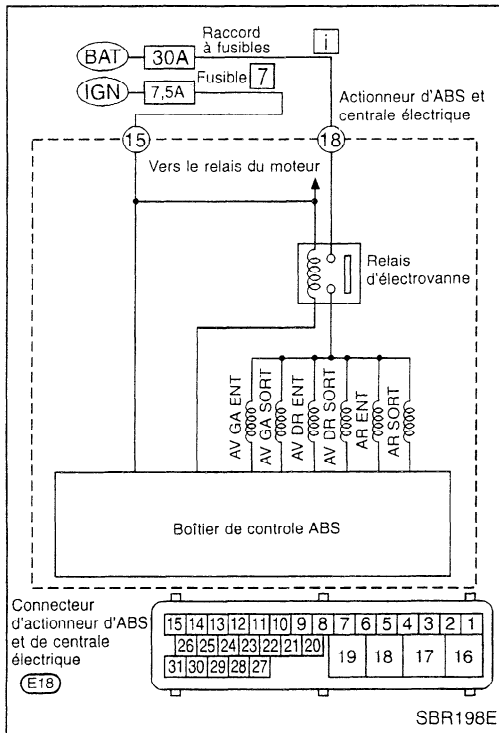 Raccord
à fusibles
i
BAT
30A
Fusible
7
IGN
7,5A
Actionneur d'ABS et
centrale électrique
15
18
Vers le relais du moteur
Relais
d'électrovanne
AV GA ENT
AV GA SORT
AV DR ENT
AV DR SORT
AR ENT
AR SORT
Boîtier de controle ABS
Connecteur
d'actionneur d'ABS
et de centrale
électrique
E18
15 14 13 12 11 10 9 8 7 6 5 4 3 2 1
26 25 24 23 22 21 20
19 18 17 16
31 30 29 28 27
SBR198E